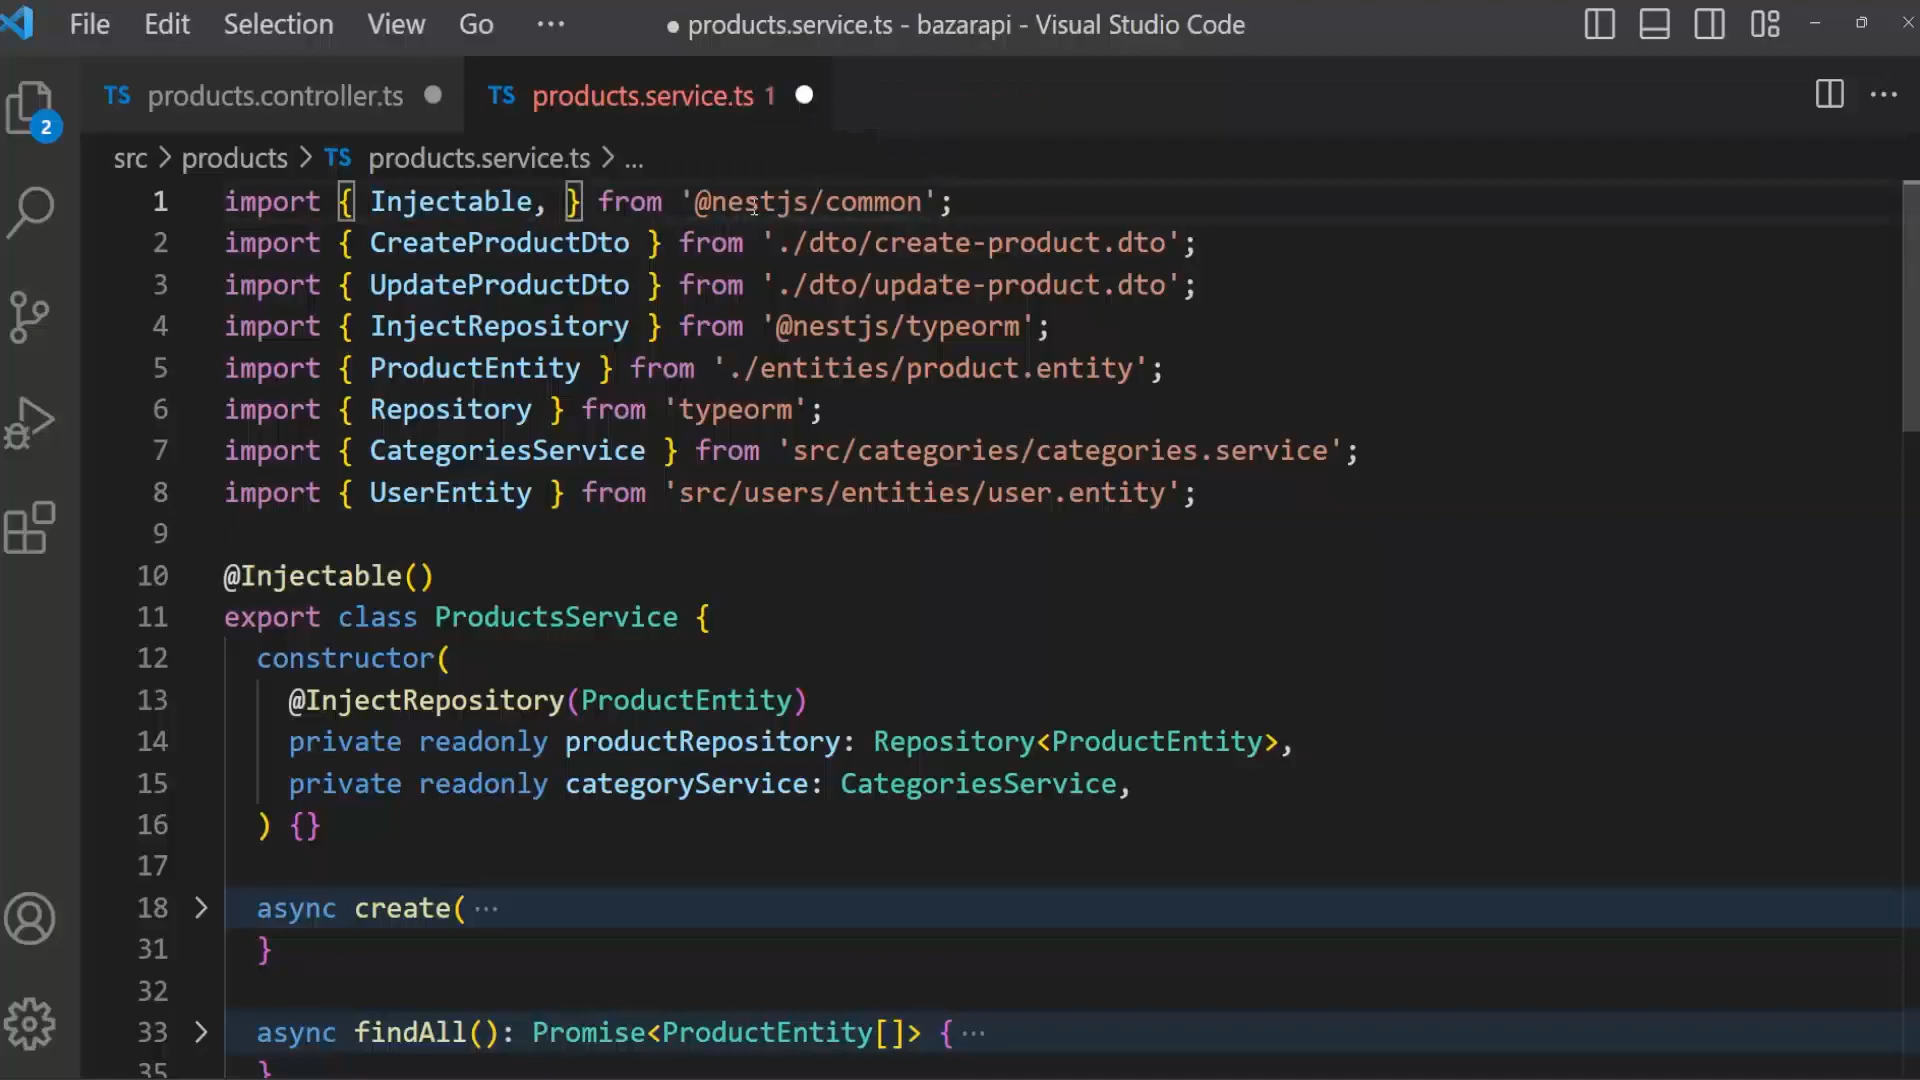 File Edit Selection View Go ··· ● products.service.ts - bazarapi - Visual Studio Code
TS products.controller.ts ● TS products.service.ts 1 ●
2
src > products > TS products.service.ts > ...
1 import { Injectable, } from '@nestjs/common';
2 import { CreateProductDto } from './dto/create-product.dto';
3 import { UpdateProductDto } from './dto/update-product.dto';
4 import { InjectRepository } from '@nestjs/typeorm';
5 import { ProductEntity } from './entities/product.entity';
6 import { Repository } from 'typeorm';
7 import { CategoriesService } from 'src/categories/categories.service';
8 import { UserEntity } from 'src/users/entities/user.entity';
9
10 @Injectable()
11 export class ProductsService {
12 constructor(
13 @InjectRepository(ProductEntity)
14 private readonly productRepository: Repository<ProductEntity>,
15 private readonly categoryService: CategoriesService,
16 ) {}
17
18 async create( ···
31 }
32
33 async findAll(): Promise<ProductEntity[]> { ···
35 }